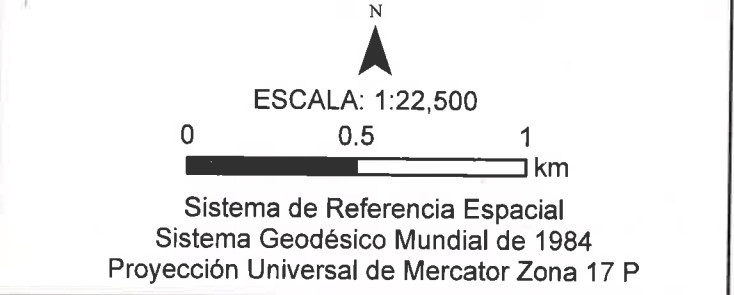 N
ESCALA: 1:22,500
0 0.5 1
km
Sistema de Referencia Espacial
Sistema Geodésico Mundial de 1984
Proyección Universal de Mercator Zona 17 P